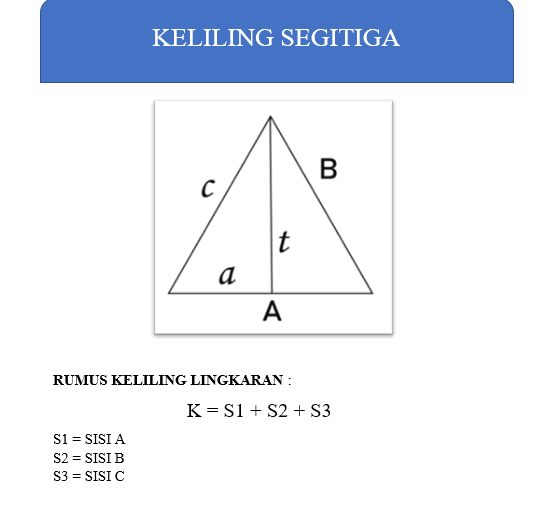 KELILING SEGITIGA
c
B
t
a
A
RUMUS KELILING LINGKARAN :
K = S1 + S2 + S3
S1 = SISI A
S2 = SISI B
S3 = SISI C